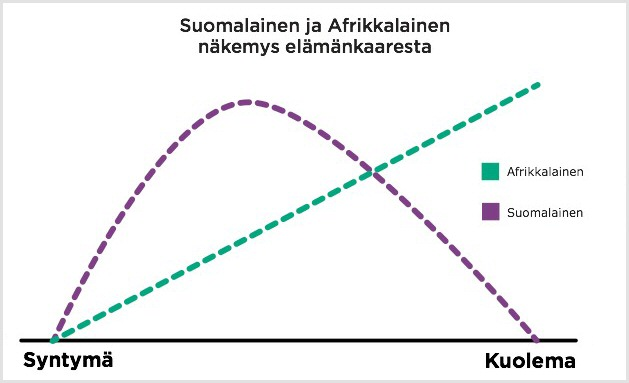 Suomalainen ja Afrikkalainen
näkemys elämänkaaresta
Afrikkalainen
Suomalainen
Syntymä
Kuolema